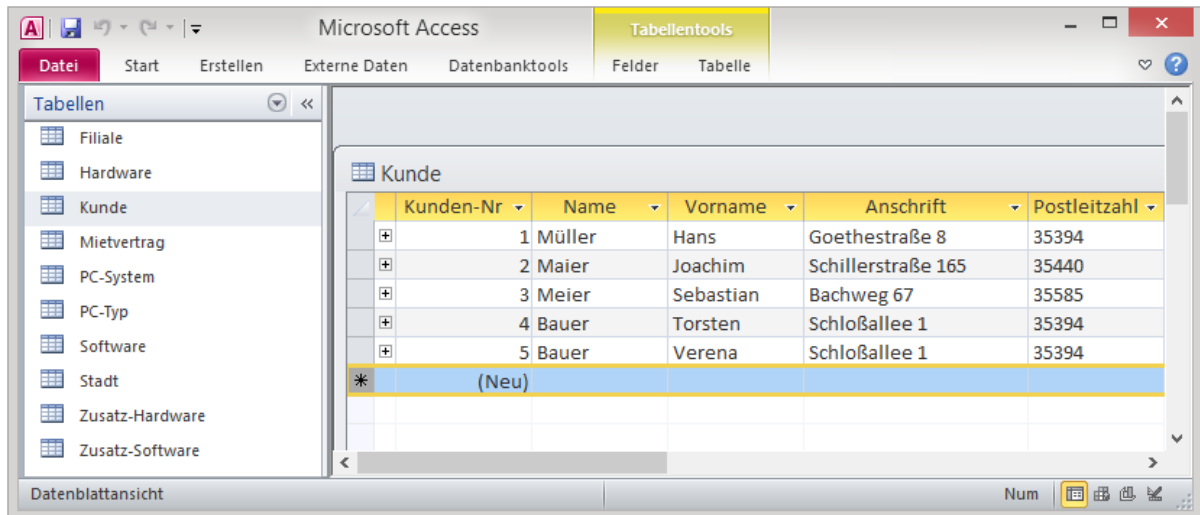 A Microsoft Access Tabellentools
Datei Start Erstellen Externe Daten Datenbanktools Felder Tabelle ?
Tabellen «
Filiale
Hardware
Kunde
Mietvertrag
PC-System
PC-Typ
Software
Stadt
Zusatz-Hardware
Zusatz-Software
Kunde
Kunden-Nr Name Vorname Anschrift Postleitzahl
1 Müller Hans Goethestraße 8 35394
2 Maier Joachim Schillerstraße 165 35440
3 Meier Sebastian Bachweg 67 35585
4 Bauer Torsten Schloßallee 1 35394
5 Bauer Verena Schloßallee 1 35394
(Neu)
Datenblattansicht Num